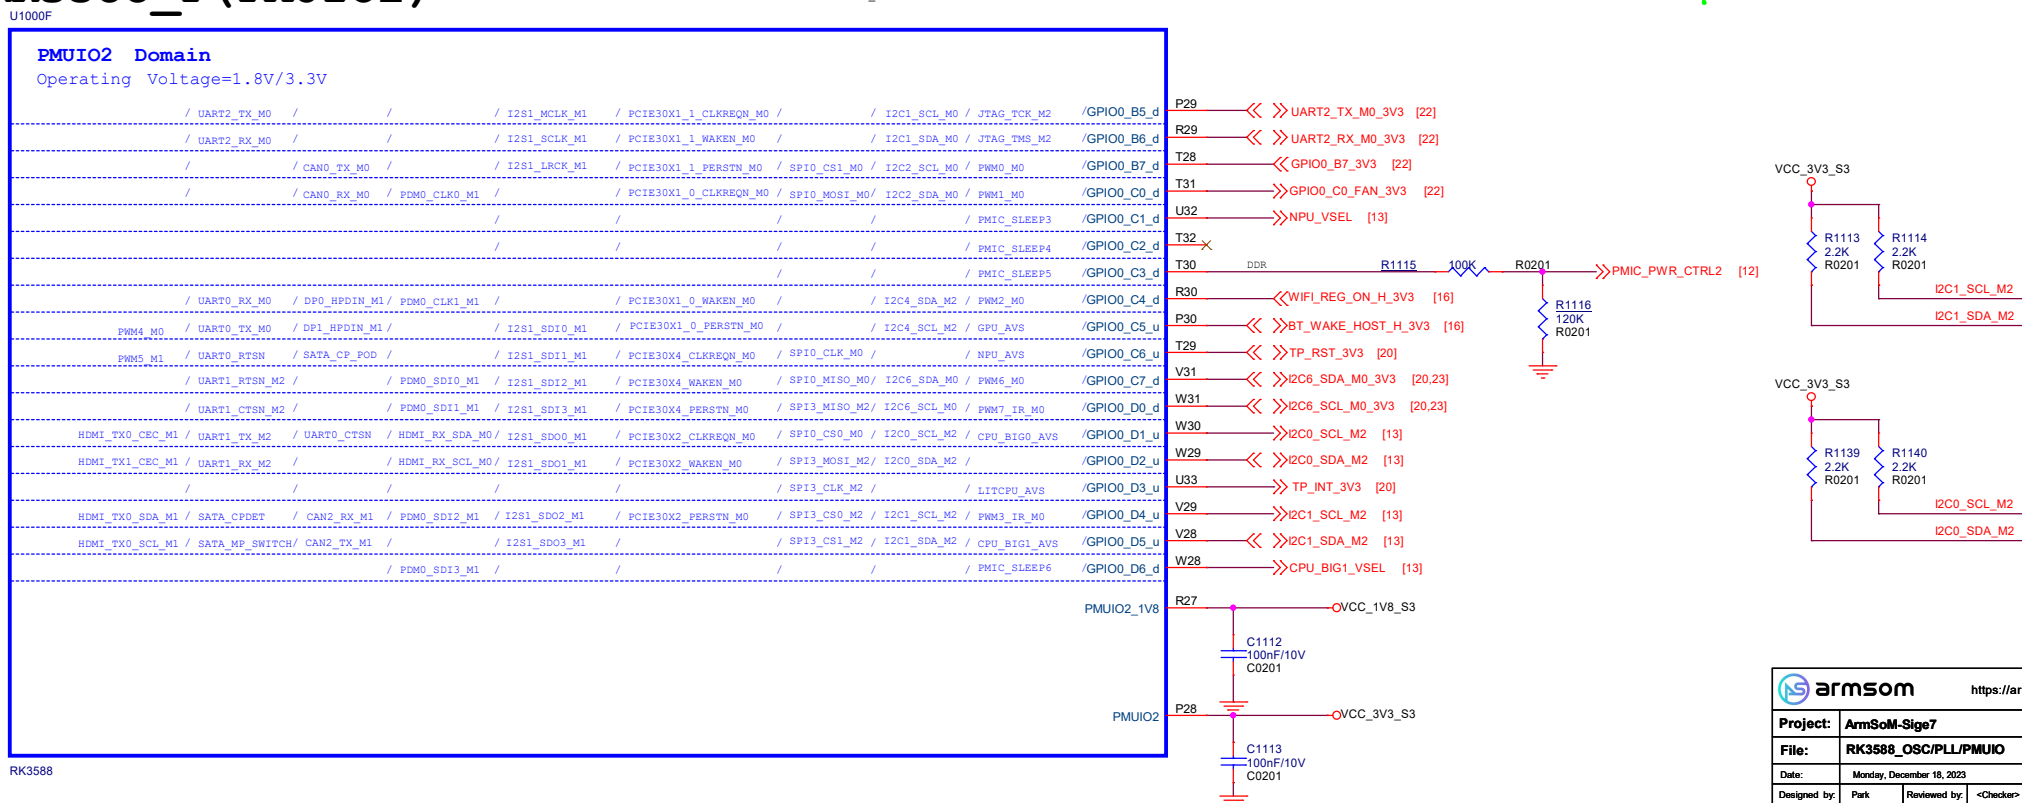 U1000F
PMUIO2 Domain
Operating Voltage=1.8V/3.3V
/ UART2_TX_M0 / / / I2S1_MCLK_M1 / PCIE30X1_1_CLKREQN_M0 / / I2C1_SCL_M0 / JTAG_TCK_M2 /GPIO0_B5_d P29 UART2_TX_M0_3V3 [22]
/ UART2_RX_M0 / / I2S1_SCLK_M1 / PCIE30X1_1_WAKEN_M0 / / I2C1_SDA_M0 / JTAG_TMS_M2 /GPIO0_B6_d R29 UART2_RX_M0_3V3 [22]
/ / CAN0_TX_M0 / / I2S1_LRCK_M1 / PCIE30X1_1_PERSTN_M0 / SPI0_CS1_M0 / I2C2_SCL_M0 / PWM0_M0 /GPIO0_B7_d T28 GPIO0_B7_3V3 [22]
/ / CAN0_RX_M0 / PDM0_CLK0_M1 / / PCIE30X1_0_CLKREQN_M0 / SPI0_MOSI_M0/ I2C2_SDA_M0 / PWM1_M0 /GPIO0_C0_d T31 GPIO0_C0_FAN_3V3 [22]
/ / / / / PMIC_SLEEP3 /GPIO0_C1_d U32 NPU_VSEL [13]
/ / / / / PMIC_SLEEP4 /GPIO0_C2_d T32
/ / / / / PMIC_SLEEP5 /GPIO0_C3_d T30 DDR R1115 100K R0201 PMIC_PWR_CTRL2 [12]
/ UART0_RX_M0 / DP0_HPDIN_M1/ PDM0_CLK1_M1 / / PCIE30X1_0_WAKEN_M0 / / I2C4_SDA_M2 / PWM2_M0 /GPIO0_C4_d R30 WIFI_REG_ON_H_3V3 [16]
PWM4_M0 / UART0_TX_M0 / DP1_HPDIN_M1/ / I2S1_SDI0_M1 / PCIE30X1_0_PERSTN_M0 / / I2C4_SCL_M2 / GPU_AVS /GPIO0_C5_u P30 BT_WAKE_HOST_H_3V3 [16]
PWM5_M1 / UART0_RTSN / SATA_CP_POD / / I2S1_SDI1_M1 / PCIE30X4_CLKREQN_M0 / SPI0_CLK_M0 / / NPU_AVS /GPIO0_C6_u T29 TP_RST_3V3 [20]
/ UART1_RTSN_M2 / / PDM0_SDI0_M1 / I2S1_SDI2_M1 / PCIE30X4_WAKEN_M0 / SPI0_MISO_M0/ I2C6_SDA_M0 / PWM6_M0 /GPIO0_C7_d V31 I2C6_SDA_M0_3V3 [20,23]
/ UART1_CTSN_M2 / / PDM0_SDI1_M1 / I2S1_SDI3_M1 / PCIE30X4_PERSTN_M0 / SPI3_MISO_M2/ I2C6_SCL_M0 / PWM7_IR_M0 /GPIO0_D0_d W31 I2C6_SCL_M0_3V3 [20,23]
HDMI_TX0_CEC_M1 / UART1_TX_M2 / UART0_CTSN / HDMI_RX_SDA_M0/ I2S1_SDO0_M1 / PCIE30X2_CLKREQN_M0 / SPI0_CS0_M0 / I2C0_SCL_M2 / CPU_BIG0_AVS /GPIO0_D1_u W30 I2C0_SCL_M2 [13]
HDMI_TX1_CEC_M1 / UART1_RX_M2 / / HDMI_RX_SCL_M0/ I2S1_SDO1_M1 / PCIE30X2_WAKEN_M0 / SPI3_MOSI_M2/ I2C0_SDA_M2 / /GPIO0_D2_u W29 I2C0_SDA_M2 [13]
/ / / / / / SPI3_CLK_M2 / / LITCPU_AVS /GPIO0_D3_u U33 TP_INT_3V3 [20]
HDMI_TX0_SDA_M1 / SATA_CPDET / CAN2_RX_M1 / PDM0_SDI2_M1 / I2S1_SDO2_M1 / PCIE30X2_PERSTN_M0 / SPI3_CS0_M2 / I2C1_SCL_M2 / PWM3_IR_M0 /GPIO0_D4_u V29 I2C1_SCL_M2 [13]
HDMI_TX0_SCL_M1 / SATA_MP_SWITCH/ CAN2_TX_M1 / / I2S1_SDO3_M1 / / SPI3_CS1_M2 / I2C1_SDA_M2 / CPU_BIG1_AVS /GPIO0_D5_u V28 I2C1_SDA_M2 [13]
/ PDM0_SDI3_M1 / / / / PMIC_SLEEP6 /GPIO0_D6_d W28 CPU_BIG1_VSEL [13]
PMUIO2_1V8 R27 VCC_1V8_S3
C1112
100nF/10V
C0201
PMUIO2 P28 VCC_3V3_S3
C1113
100nF/10V
C0201
RK3588
R1116
120K
R0201
VCC_3V3_S3
R1113 R1114
2.2K 2.2K
R0201 R0201
I2C1_SCL_M2
I2C1_SDA_M2
VCC_3V3_S3
R1139 R1140
2.2K 2.2K
R0201 R0201
I2C0_SCL_M2
I2C0_SDA_M2
armsom https://ar
Project: ArmSoM-Sige7
File: RK3588_OSC/PLL/PMUIO
Date: Monday, December 18, 2023
Designed by: Park Reviewed by: <Checker>